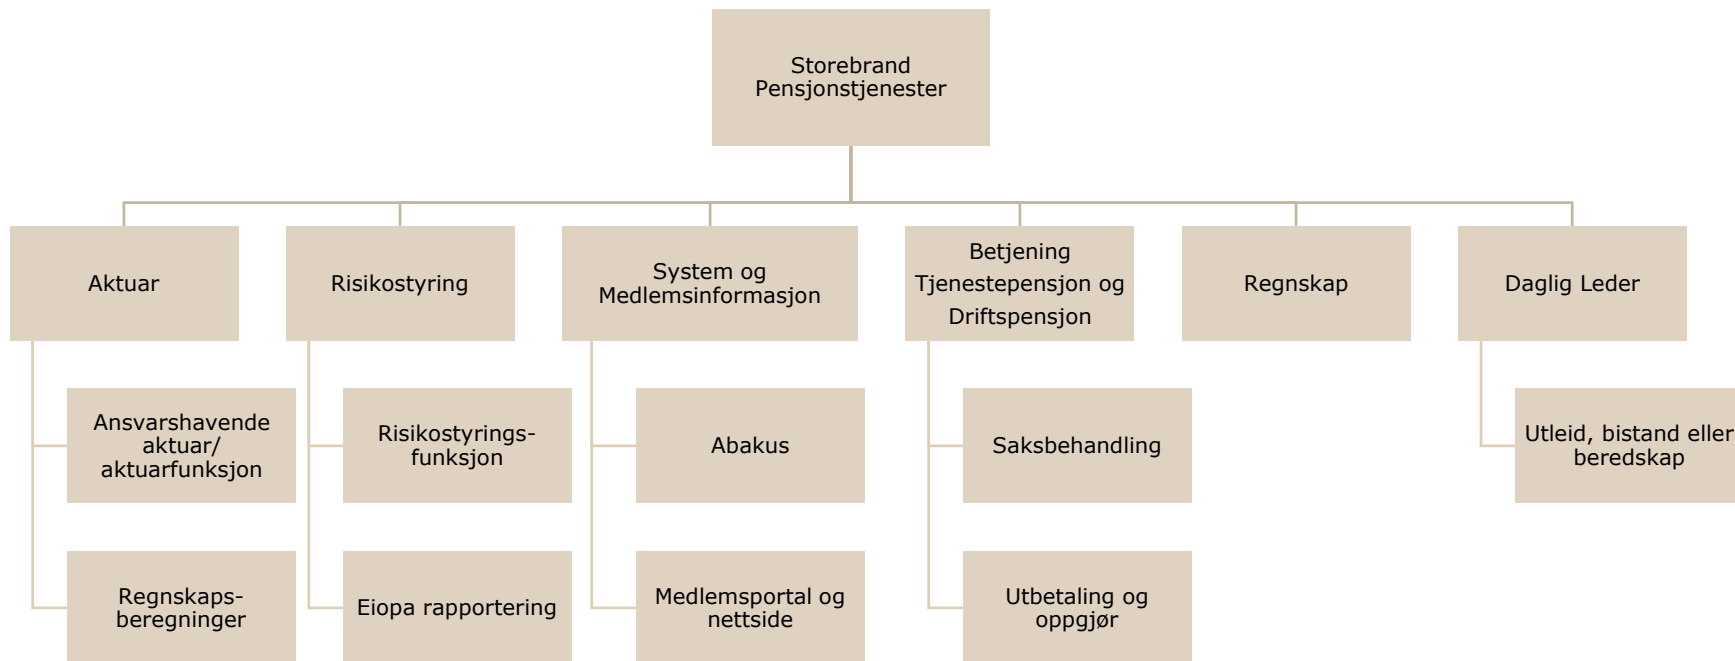 Storebrand
Pensjonstjenester
Aktuar
Risikostyring
System og
Medlemsinformasjon
Betjening
Tjenestepensjon og
Driftspensjon
Regnskap
Daglig Leder
Ansvarshavende
aktuar/
aktuarfunksjon
Risikostyrings-
funksjon
Abakus
Saksbehandling
Utleid, bistand eller
beredskap
Regnskaps-
beregninger
Eiopa rapportering
Medlemsportal og
nettside
Utbetaling og
oppgjør